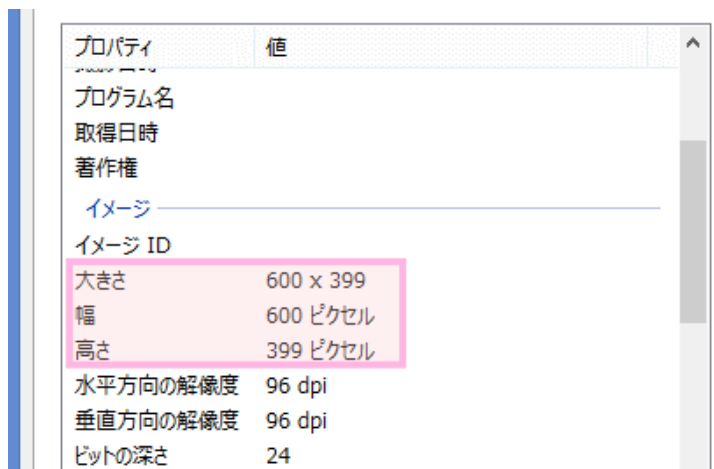 プロパティ 値
プログラム名
取得日時
著作権
イメージ
イメージ ID
大きさ 600 x 399
幅 600 ピクセル
高さ 399 ピクセル
水平方向の解像度 96 dpi
垂直方向の解像度 96 dpi
ビットの深さ 24